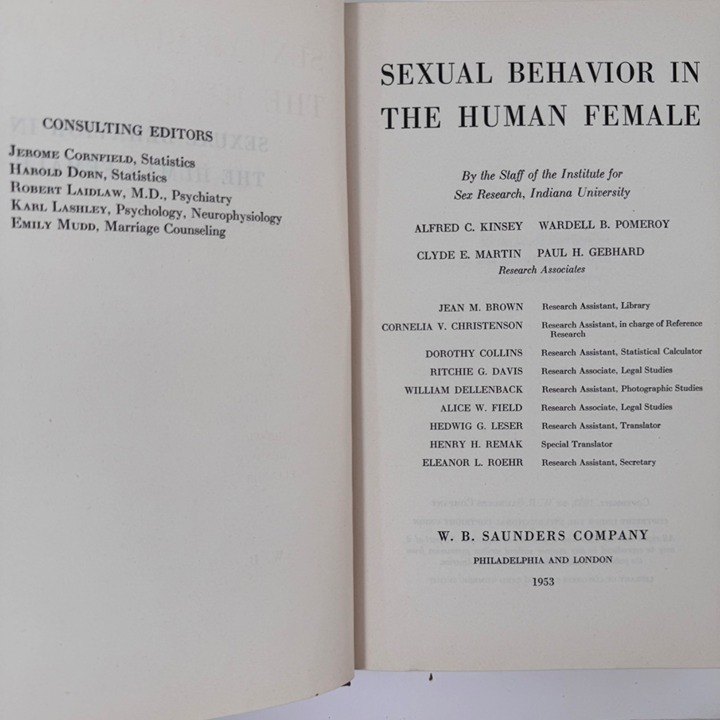 CONSULTING EDITORS
JEROME CORNFIELD, Statistics
HAROLD DORN, Statistics
ROBERT LAIDLAW, M.D., Psychiatry
KARL LASHLEY, Psychology, Neurophysiology
EMILY MUDD, Marriage Counseling
SEXUAL BEHAVIOR IN
THE HUMAN FEMALE
By the Staff of the Institute for
Sex Research, Indiana University
ALFRED C. KINSEY WARDELL B. POMEROY
CLYDE E. MARTIN PAUL H. GEBHARD
Research Associates
JEAN M. BROWN Research Assistant, Library
CORNELIA V. CHRISTENSON Research Assistant, in charge of Reference
Research
DOROTHY COLLINS Research Assistant, Statistical Calculator
RITCHIE G. DAVIS Research Associate, Legal Studies
WILLIAM DELLENBACK Research Assistant, Photographic Studies
ALICE W. FIELD Research Associate, Legal Studies
HEDWIG G. LESER Research Assistant, Translator
HENRY H. REMAK Special Translator
ELEANOR L. ROEHR Research Assistant, Secretary
W. B. SAUNDERS COMPANY
PHILADELPHIA AND LONDON
1953